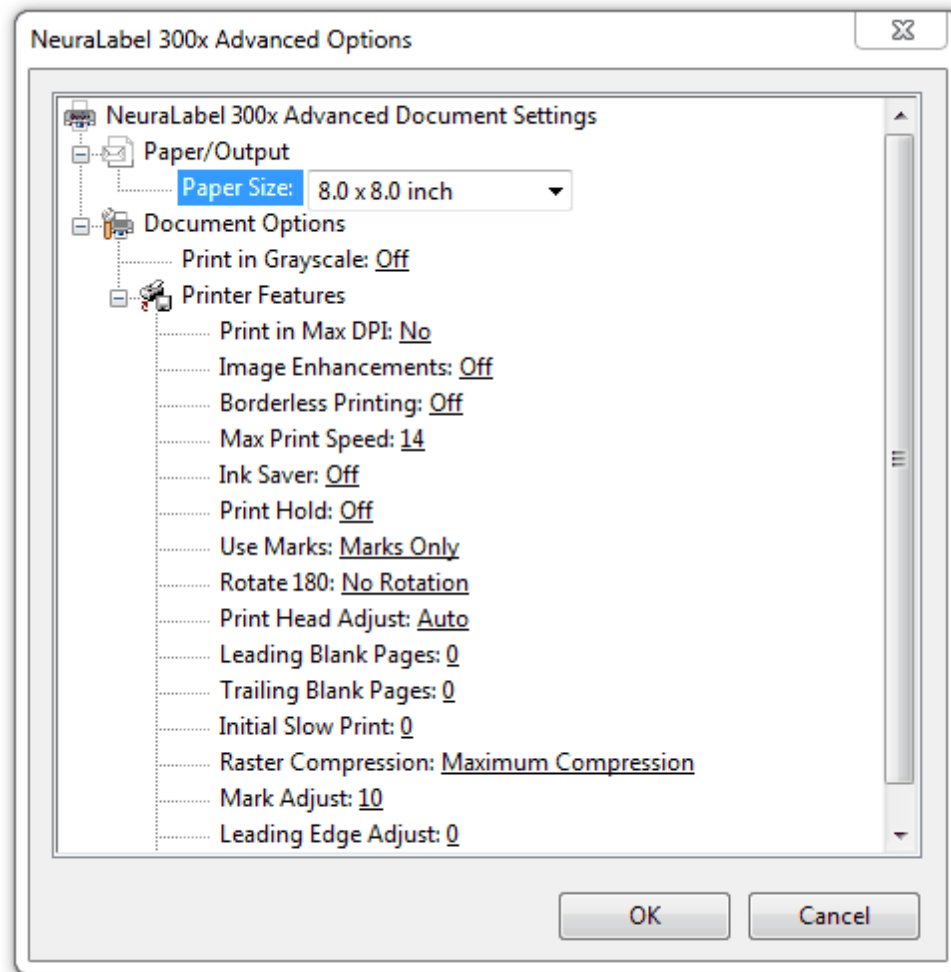 NeuraLabel 300x Advanced Options
NeuraLabel 300x Advanced Document Settings
Paper/Output
Paper Size: 8.0 x 8.0 inch
Document Options
Print in Grayscale: Off
Printer Features
Print in Max DPI: No
Image Enhancements: Off
Borderless Printing: Off
Max Print Speed: 14
Ink Saver: Off
Print Hold: Off
Use Marks: Marks Only
Rotate 180: No Rotation
Print Head Adjust: Auto
Leading Blank Pages: 0
Trailing Blank Pages: 0
Initial Slow Print: 0
Raster Compression: Maximum Compression
Mark Adjust: 10
Leading Edge Adjust: 0
OK Cancel